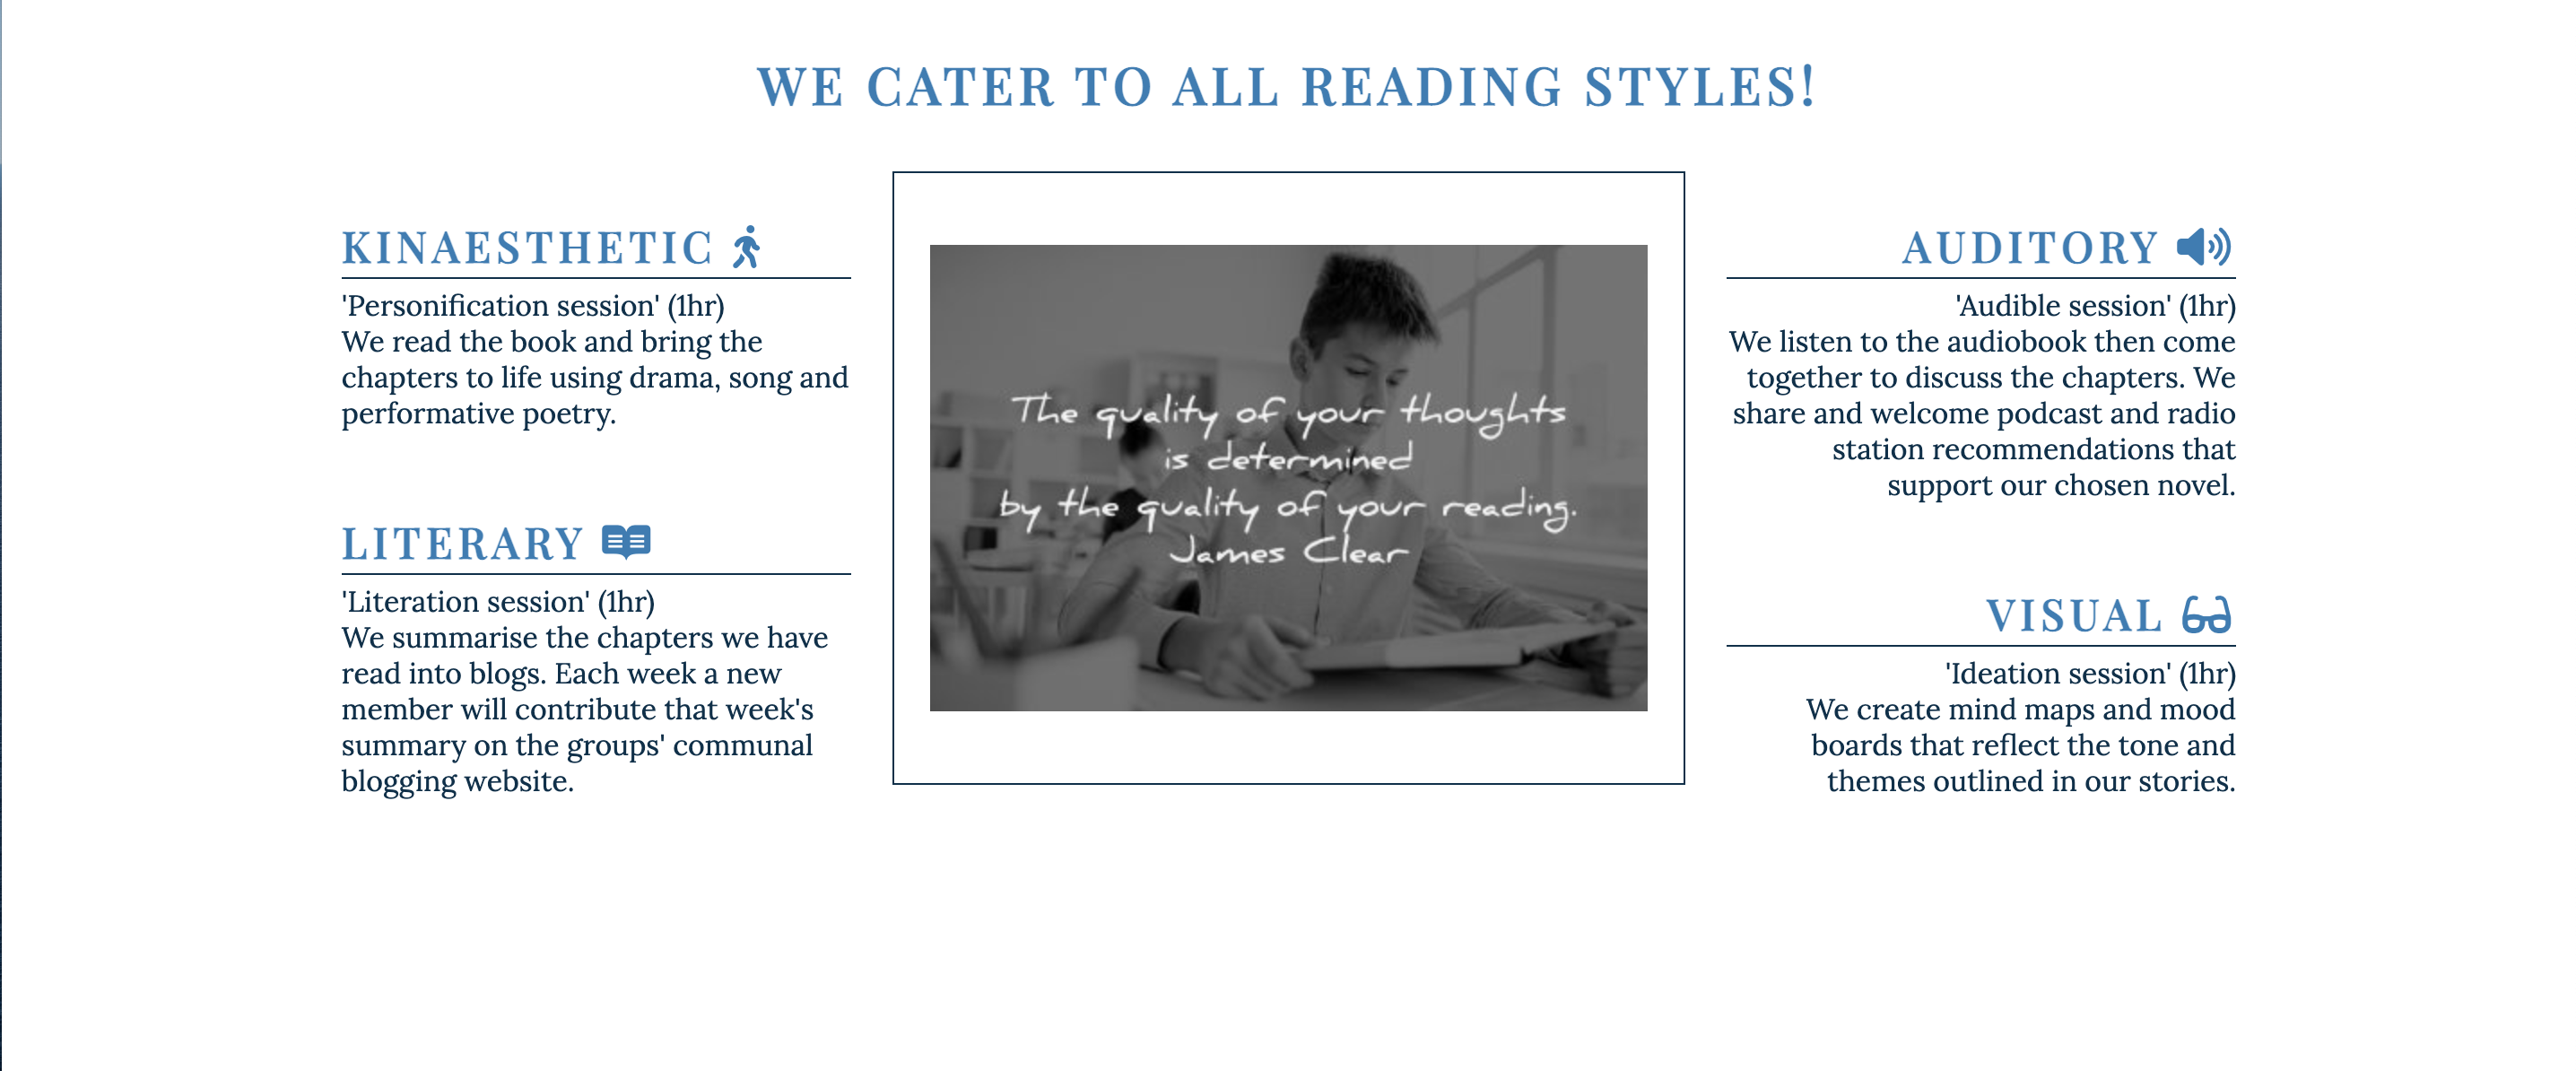 WE CATER TO ALL READING STYLES!
KINAESTHETIC
'Personification session' (1hr)
We read the book and bring the
chapters to life using drama, song and
performative poetry.
LITERARY
'Literation session' (1hr)
We summarise the chapters we have
read into blogs. Each week a new
member will contribute that week's
summary on the groups' communal
blogging website.
The quality of your thoughts
is determined
by the quality of your reading.
James Clear
AUDITORY
'Audible session' (1hr)
We listen to the audiobook then come
together to discuss the chapters. We
share and welcome podcast and radio
station recommendations that
support our chosen novel.
VISUAL
'Ideation session' (1hr)
We create mind maps and mood
boards that reflect the tone and
themes outlined in our stories.